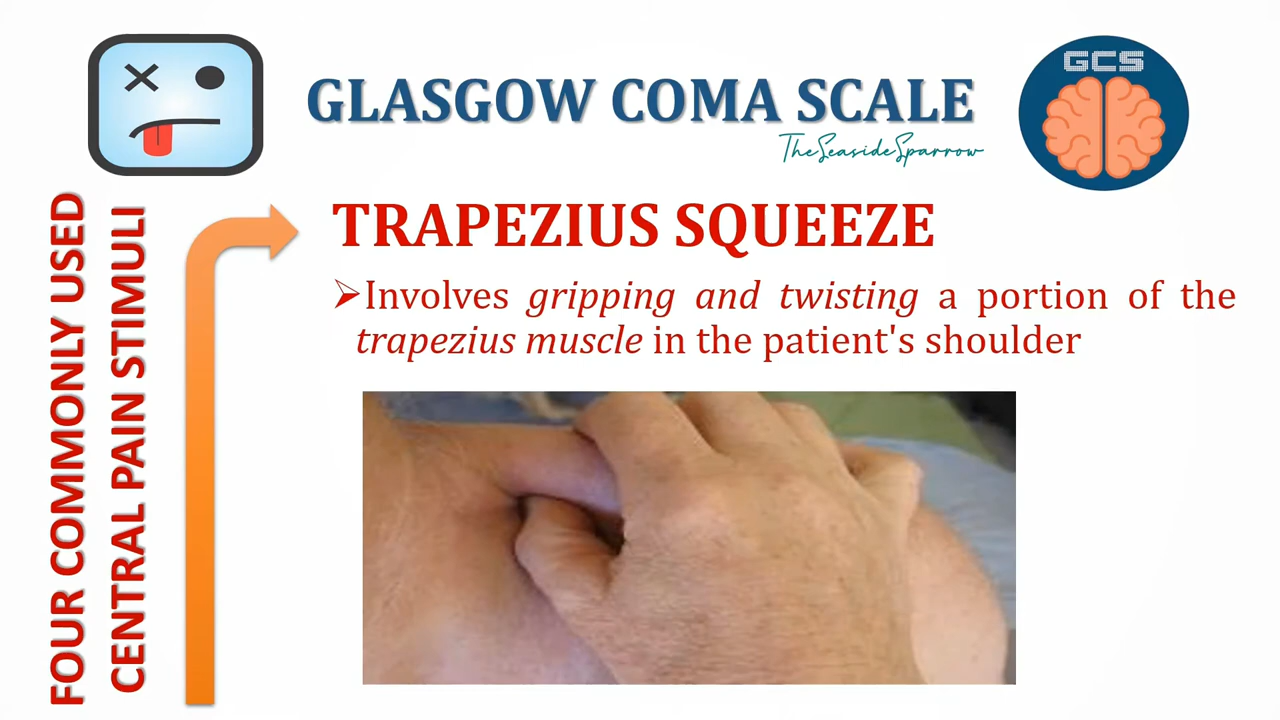 GCS
GLASGOW COMA SCALE
TheSeasideSparrow
FOUR COMMONLY USED
CENTRAL PAIN STIMULI
TRAPEZIUS SQUEEZE
➢Involves gripping and twisting a portion of the
trapezius muscle in the patient's shoulder